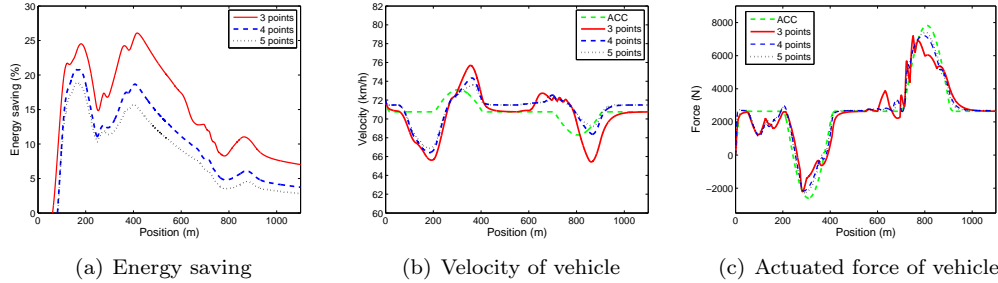 3 points
4 points
5 points
Energy saving (%)
30
25
20
15
10
5
0
0 200 400 600 800 1000
Position (m)
(a) Energy saving
ACC
3 points
4 points
5 points
Velocity (km/h)
82
80
78
76
74
72
70
68
66
64
62
60
0 200 400 600 800 1000
Position (m)
(b) Velocity of vehicle
ACC
3 points
4 points
5 points
Force (N)
8000
6000
4000
2000
0
−2000
0 200 400 600 800 1000
Position (m)
(c) Actuated force of vehicle